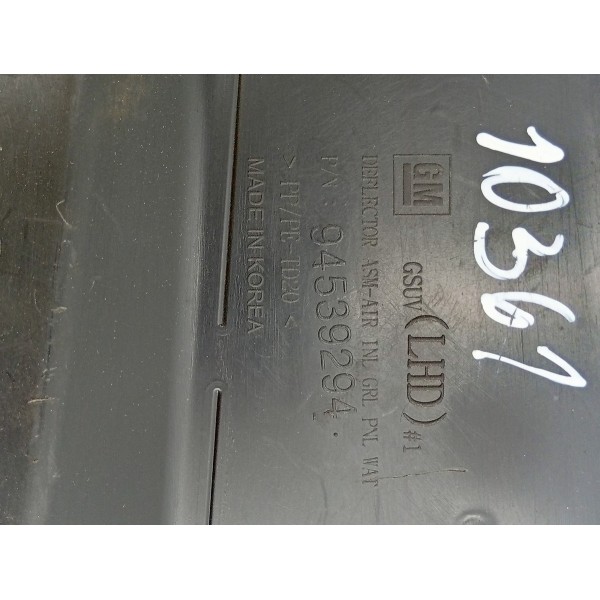 10361
GM
GSUV (LHD) #1
DEFLECTOR ASM-AIR INL GRL PNL WAT
P/N : 94539294.
> PP/PE-TD20 <
MADE IN KOREA